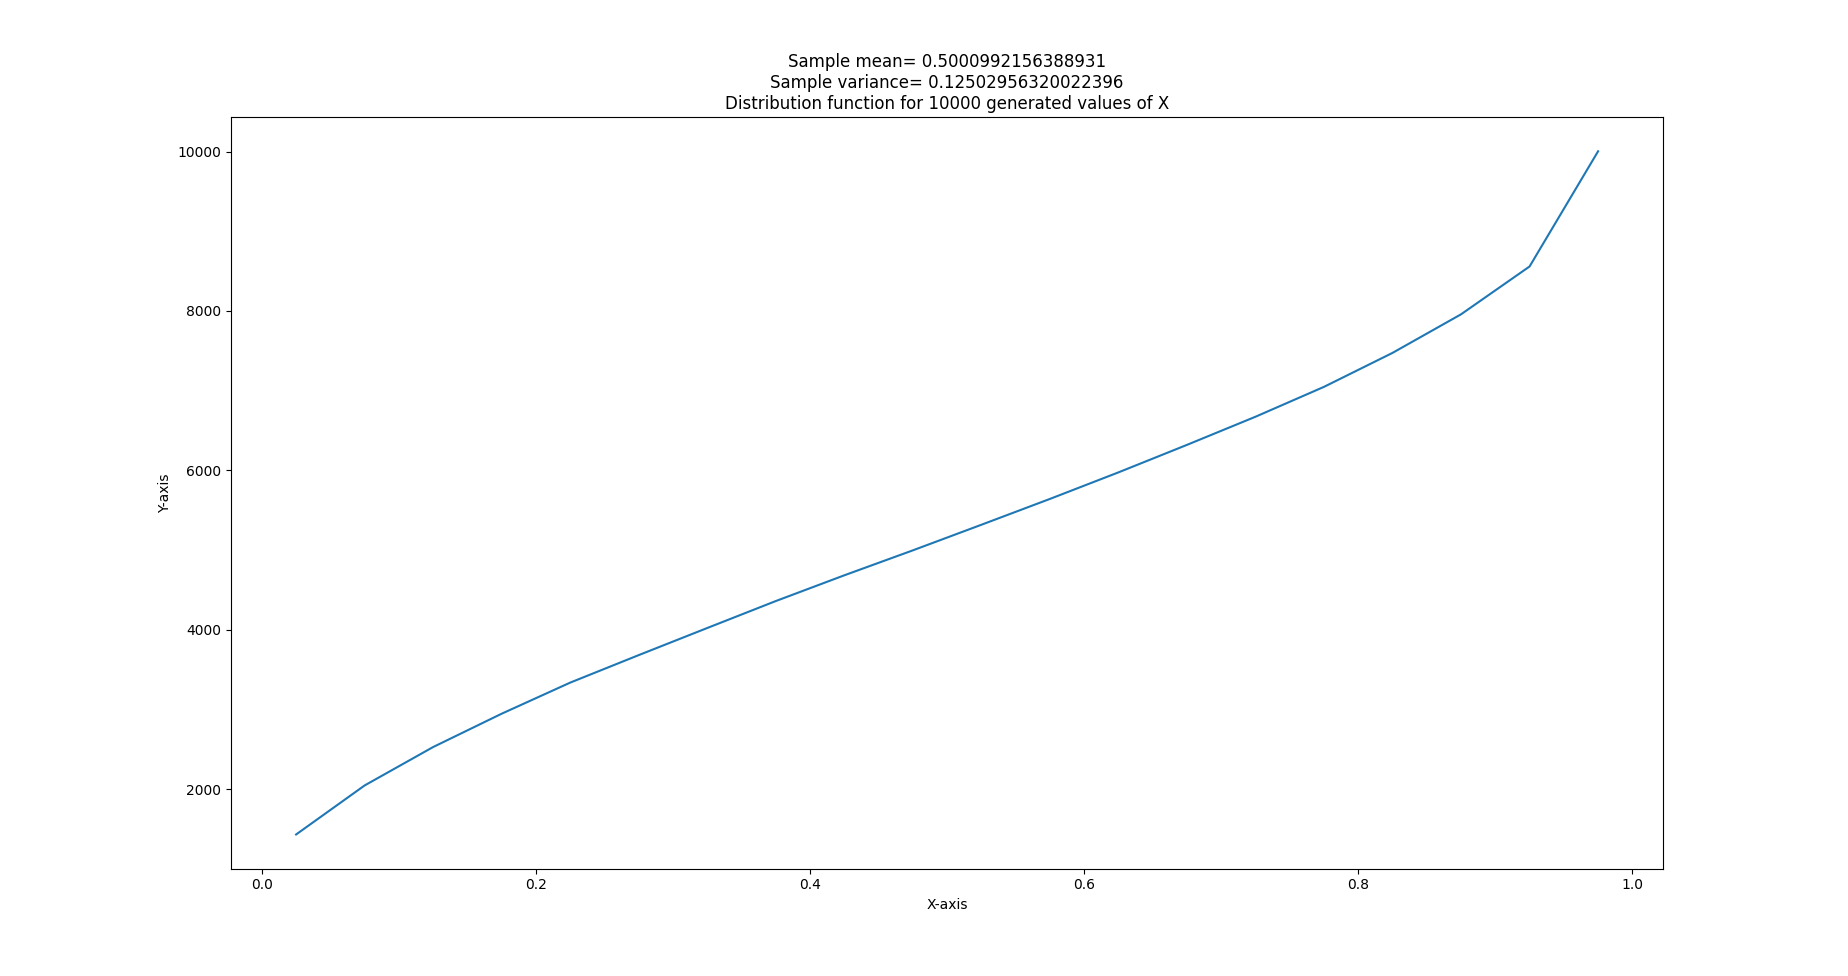 Sample mean= 0.5000992156388931
Sample variance= 0.12502956320022396
Distribution function for 10000 generated values of X
10000
8000
6000
4000
2000
Y-axis
0.0 0.2 0.4 0.6 0.8 1.0
X-axis